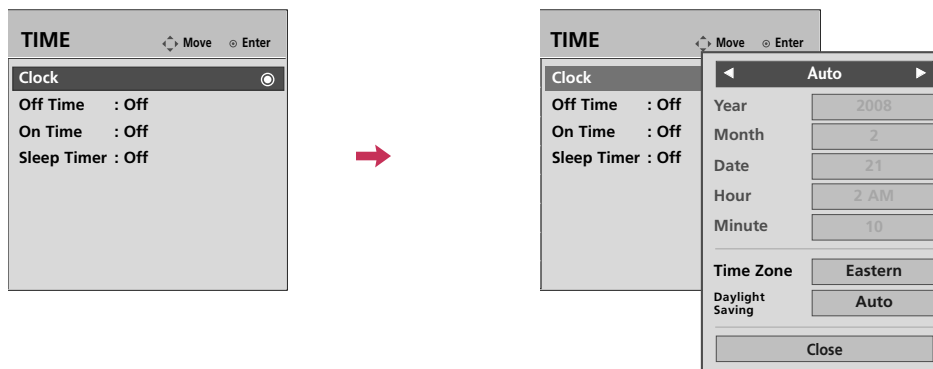 TIME Move Enter
Clock
Off Time : Off
On Time : Off
Sleep Timer : Off
TIME Move Enter
Clock
Off Time : Off
On Time : Off
Sleep Timer : Off
Auto
Year 2008
Month 2
Date 21
Hour 2 AM
Minute 10
Time Zone Eastern
Daylight
Saving Auto
Close